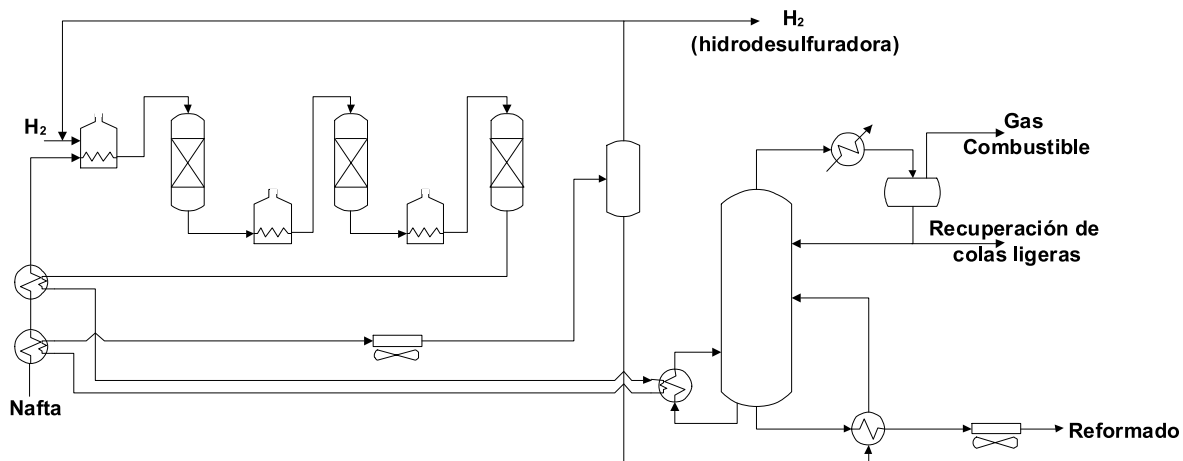 H₂
(hidrodesulfuradora)
H₂
Gas
Combustible
Recuperación de
colas ligeras
Nafta
Reformado